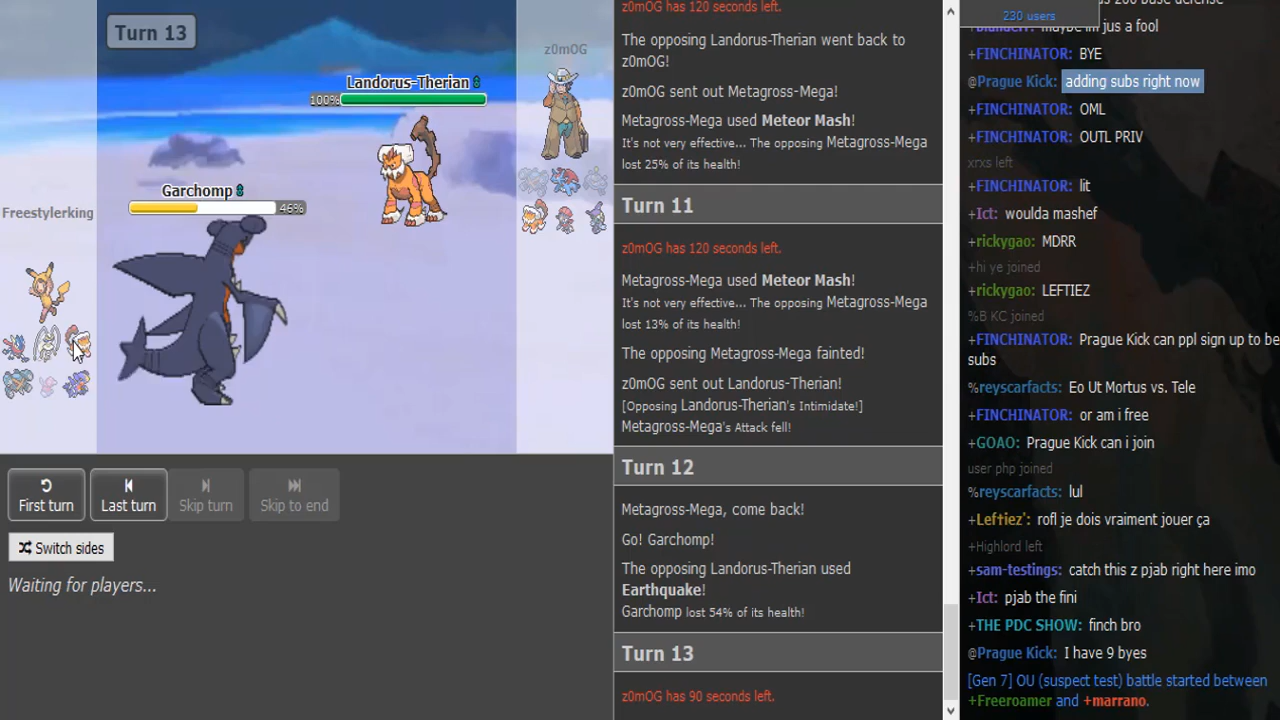 Turn 13
Landorus-Therian
100%
Garchomp
46%
Freestylerking
z0mOG
First turn
Last turn
Skip turn
Skip to end
Switch sides
Waiting for players...
z0mOG has 120 seconds left.
The opposing Landorus-Therian went back to
z0mOG!
z0mOG sent out Metagross-Mega!
Metagross-Mega used Meteor Mash!
It's not very effective... The opposing Metagross-Mega
lost 25% of its health!
Turn 11
z0mOG has 120 seconds left.
Metagross-Mega used Meteor Mash!
It's not very effective... The opposing Metagross-Mega
lost 13% of its health!
The opposing Metagross-Mega fainted!
z0mOG sent out Landorus-Therian!
[Opposing Landorus-Therian's Intimidate!]
Metagross-Mega's Attack fell!
Turn 12
Metagross-Mega, come back!
Go! Garchomp!
The opposing Landorus-Therian used
Earthquake!
Garchomp lost 54% of its health!
Turn 13
z0mOG has 90 seconds left.
230 users
maybe im jus a fool
+FINCHINATOR: BYE
@Prague Kick: adding subs right now
+FINCHINATOR: OML
+FINCHINATOR: OUTL PRIV
xrxs left
+FINCHINATOR: lit
+Ict: woulda mashef
+rickygao: MDRR
+hi ye joined
+rickygao: LEFTIEZ
%B KC joined
+FINCHINATOR: Prague Kick can ppl sign up to be
subs
%reyscarfacts: Eo Ut Mortus vs. Tele
+FINCHINATOR: or am i free
+GOAO: Prague Kick can i join
user php joined
%reyscarfacts: lul
+Leftiez': rofl je dois vraiment jouer ça
+Highlord left
+sam-testings: catch this z pjab right here imo
+Ict: pjab the fini
+THE PDC SHOW: finch bro
@Prague Kick: I have 9 byes
[Gen 7] OU (suspect test) battle started between
+Freeroamer and +marrano.